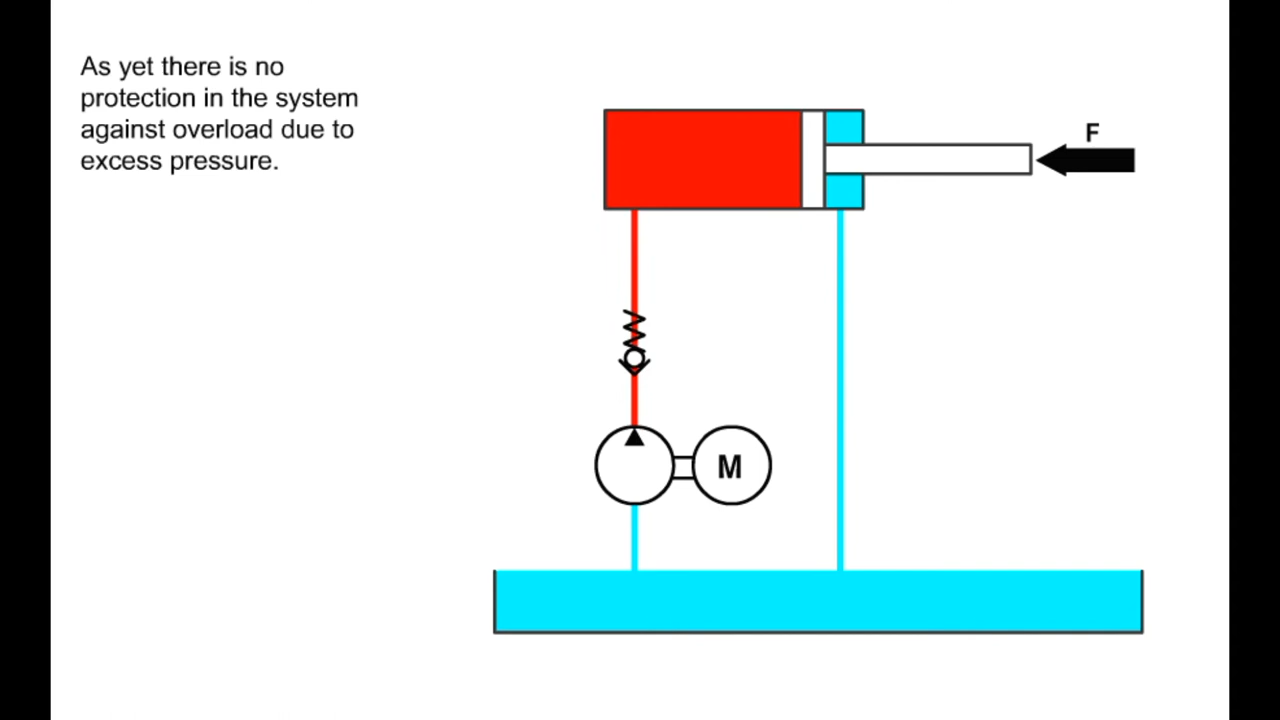 As yet there is no
protection in the system
against overload due to
excess pressure.
F
M